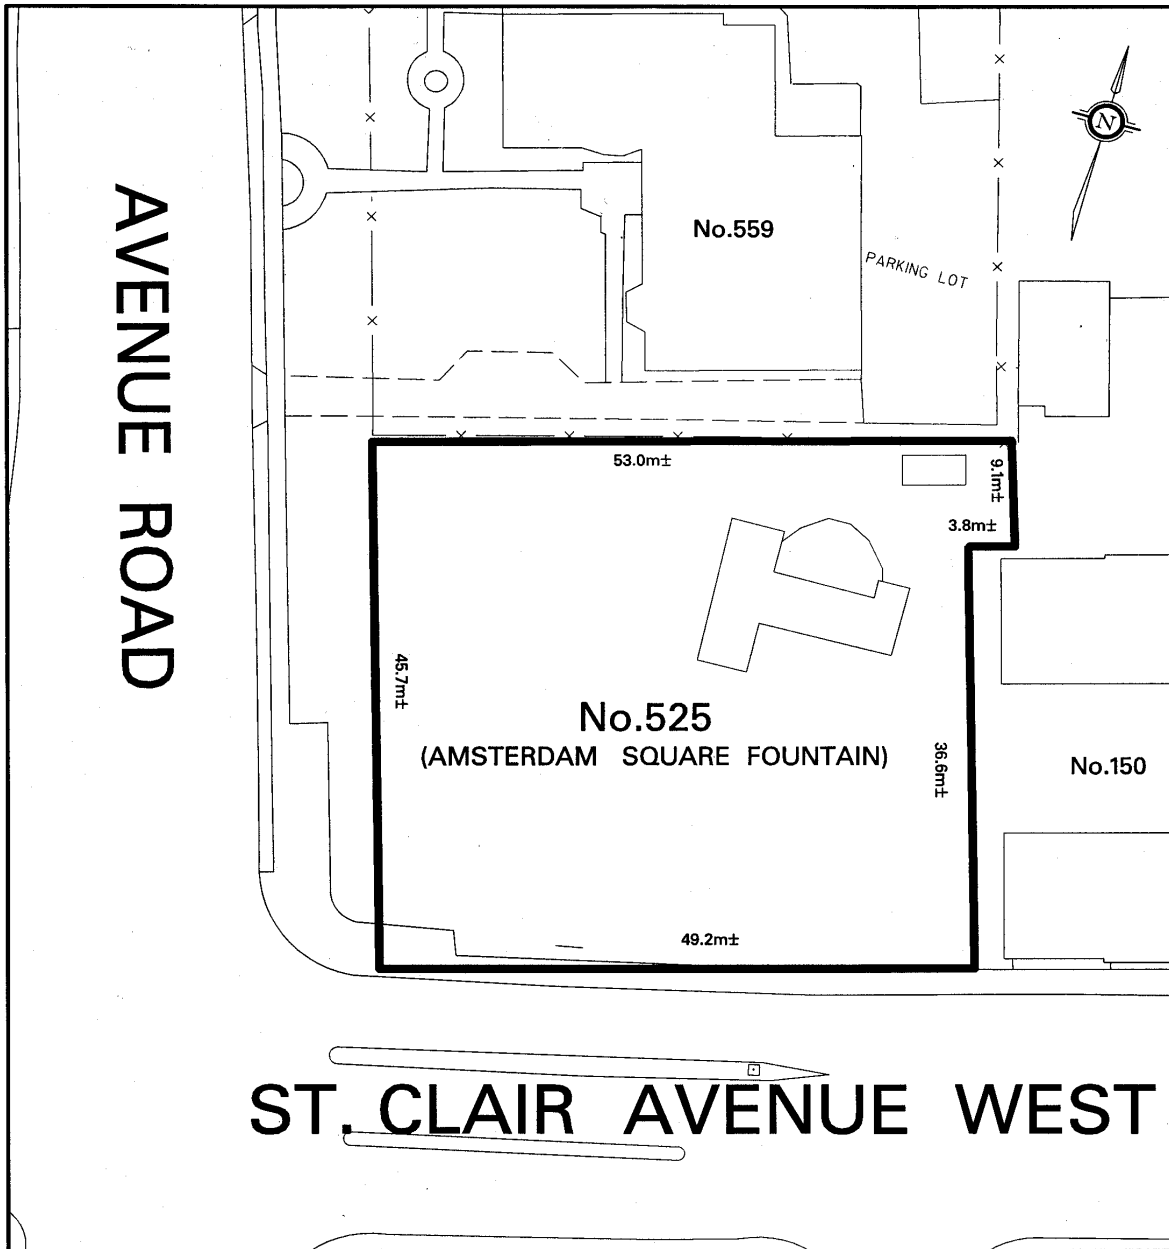 N
No.559
PARKING LOT
AVENUE ROAD
53.0m±
9.1m±
3.8m±
45.7m±
No.525
(AMSTERDAM SQUARE FOUNTAIN)
36.6m±
No.150
49.2m±
ST. CLAIR AVENUE WEST